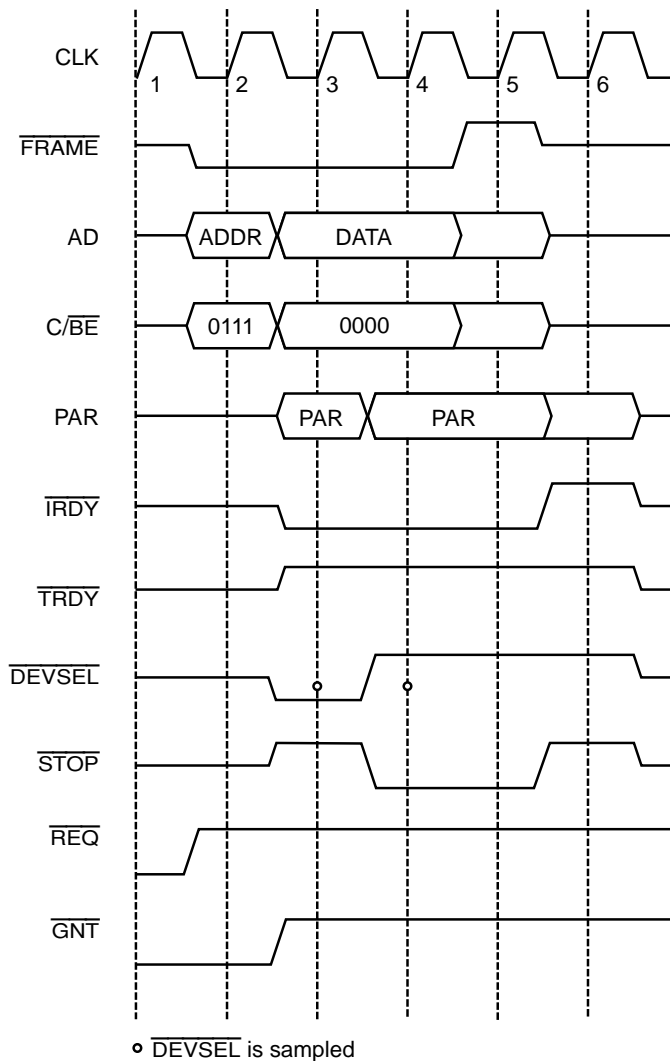 CLK
1 2 3 4 5 6
FRAME
AD ADDR DATA
C/BE 0111 0000
PAR PAR PAR
IRDY
TRDY
DEVSEL
STOP
REQ
GNT
DEVSEL is sampled